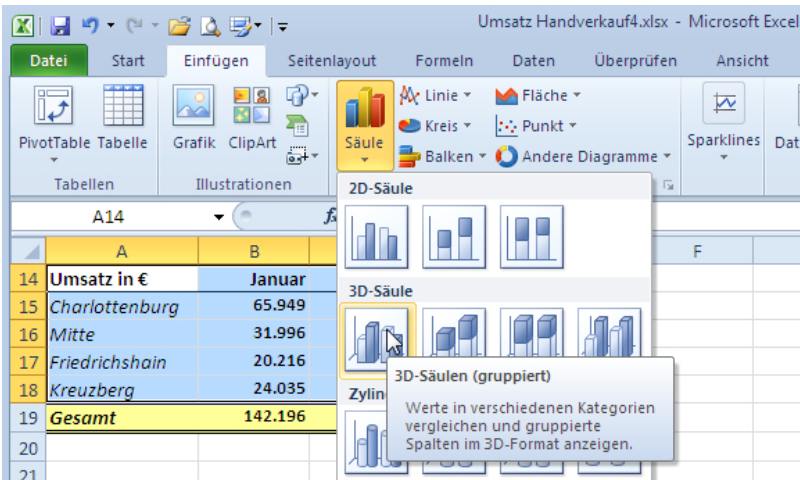 Umsatz Handverkauf4.xlsx - Microsoft Excel
Datei Start Einfügen Seitenlayout Formeln Daten Überprüfen Ansicht
PivotTable Tabelle Grafik ClipArt Säule Linie Fläche
Kreis Punkt
Balken Andere Diagramme
Sparklines
Tabellen Illustrationen
2D-Säule
A14
A B F
14 Umsatz in € Januar
3D-Säule
15 Charlottenburg 65.949
16 Mitte 31.996
17 Friedrichshain 20.216
18 Kreuzberg 24.035
19 Gesamt 142.196
20
21
3D-Säulen (gruppiert)
Werte in verschiedenen Kategorien
vergleichen und gruppierte
Spalten im 3D-Format anzeigen.